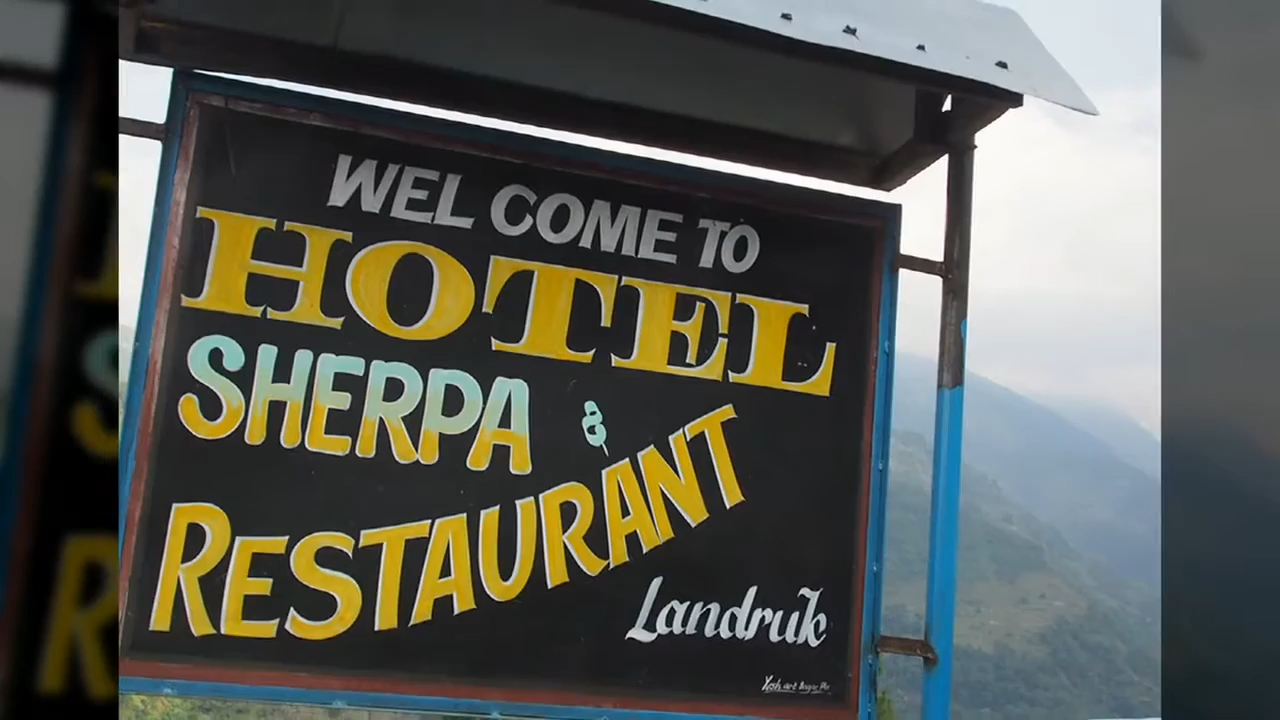 WEL COME TO
HOTEL
SHERPA &
RESTAURANT
Landruk